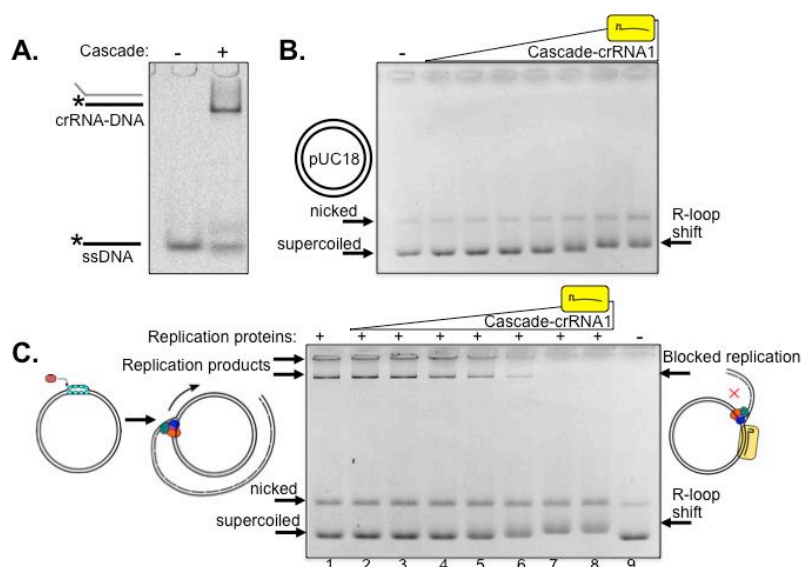 A.
Cascade: - +
*
crRNA-DNA
*
ssDNA
B.
-
Cascade-crRNA1
pUC18
nicked
supercoiled
R-loop
shift
C.
Cascade-crRNA1
Replication proteins: + + + + + + + + -
Replication products
Blocked replication
nicked
supercoiled
R-loop
shift
1 2 3 4 5 6 7 8 9